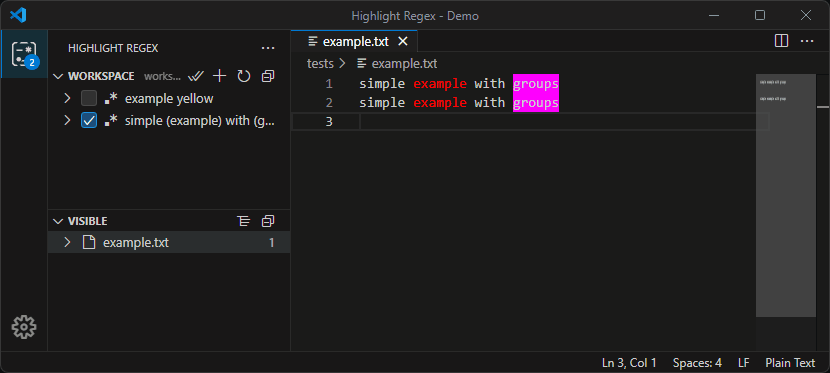 Highlight Regex - Demo
2
HIGHLIGHT REGEX
WORKSPACE works...
example yellow
simple (example) with (g...
VISIBLE
example.txt 1
example.txt
tests > example.txt
1 simple example with groups
2 simple example with groups
3
Ln 3, Col 1 Spaces: 4 LF Plain Text